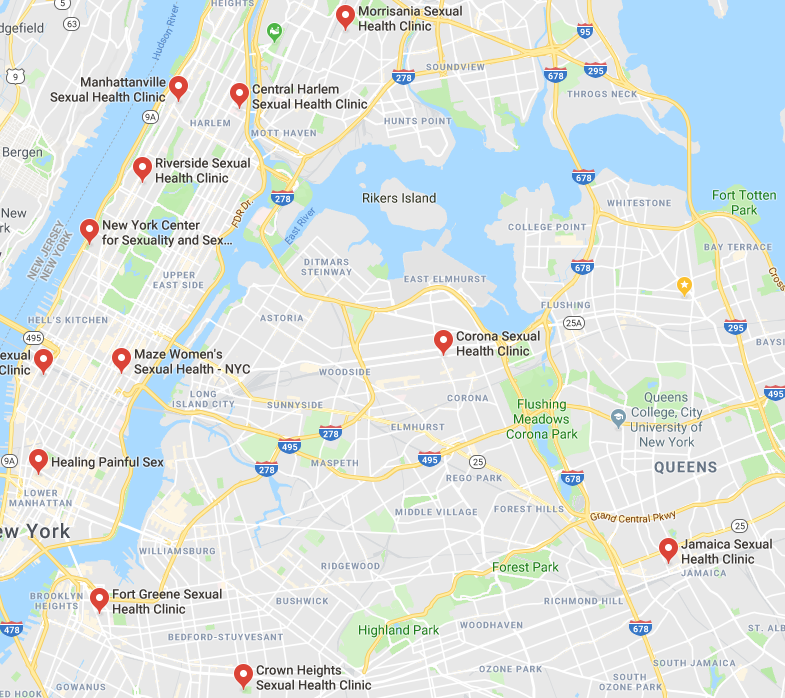 5
HEIGHTS
Morrisania Sexual
Health Clinic
63
dgefield
Hudson River
95
SOUNDVIEW
278
678
295
9
Manhattanville
Sexual Health Clinic
Central Harlem
Sexual Health Clinic
THROGS NECK
9A
HARLEM
MOTT HAVEN
HUNTS POINT
Bergen
Riverside Sexual
Health Clinic
678
278
Rikers Island
New
rk
FDR Dr.
East River
WHITESTONE
Fort Totten
Park
New York Center
for Sexuality and Sex...
COLLEGE POINT
BAY TERRACE
NEW JERSEY
NEW YORK
DITMARS
STEINWAY
678
Cross
UPPER
EAST SIDE
EAST ELMHURST
FLUSHING
HELL'S KITCHEN
ASTORIA
25A
295
495
Corona Sexual
Health Clinic
BAYSI
exual
Clinic
Maze Women's
Sexual Health - NYC
WOODSIDE
LONG
ISLAND CITY
SUNNYSIDE
CORONA
Queens
College, City
University of
New York
495
Flushing
Meadows
Corona Park
278
495
ELMHURST
9A
Healing Painful Sex
278
MASPETH
495
25
QUEENS
REGO PARK
678
LOWER
MANHATTAN
MIDDLE VILLAGE
FOREST HILLS
Grand Central Pkwy
25
ew York
WILLIAMSBURG
Jamaica Sexual
Health Clinic
JAMAICA
RIDGEWOOD
Forest Park
BROOKLYN
HEIGHTS
Fort Greene Sexual
Health Clinic
BUSHWICK
RICHMOND HILL
478
Highland Park
WOODHAVEN
678
ST. ALB
BEDFORD-STUYVESANT
Crown Heights
Sexual Health Clinic
OZONE PARK
SOUTH JAMAICA
SOUTH
OZONE PARK
GOWANUS
ED HOOK